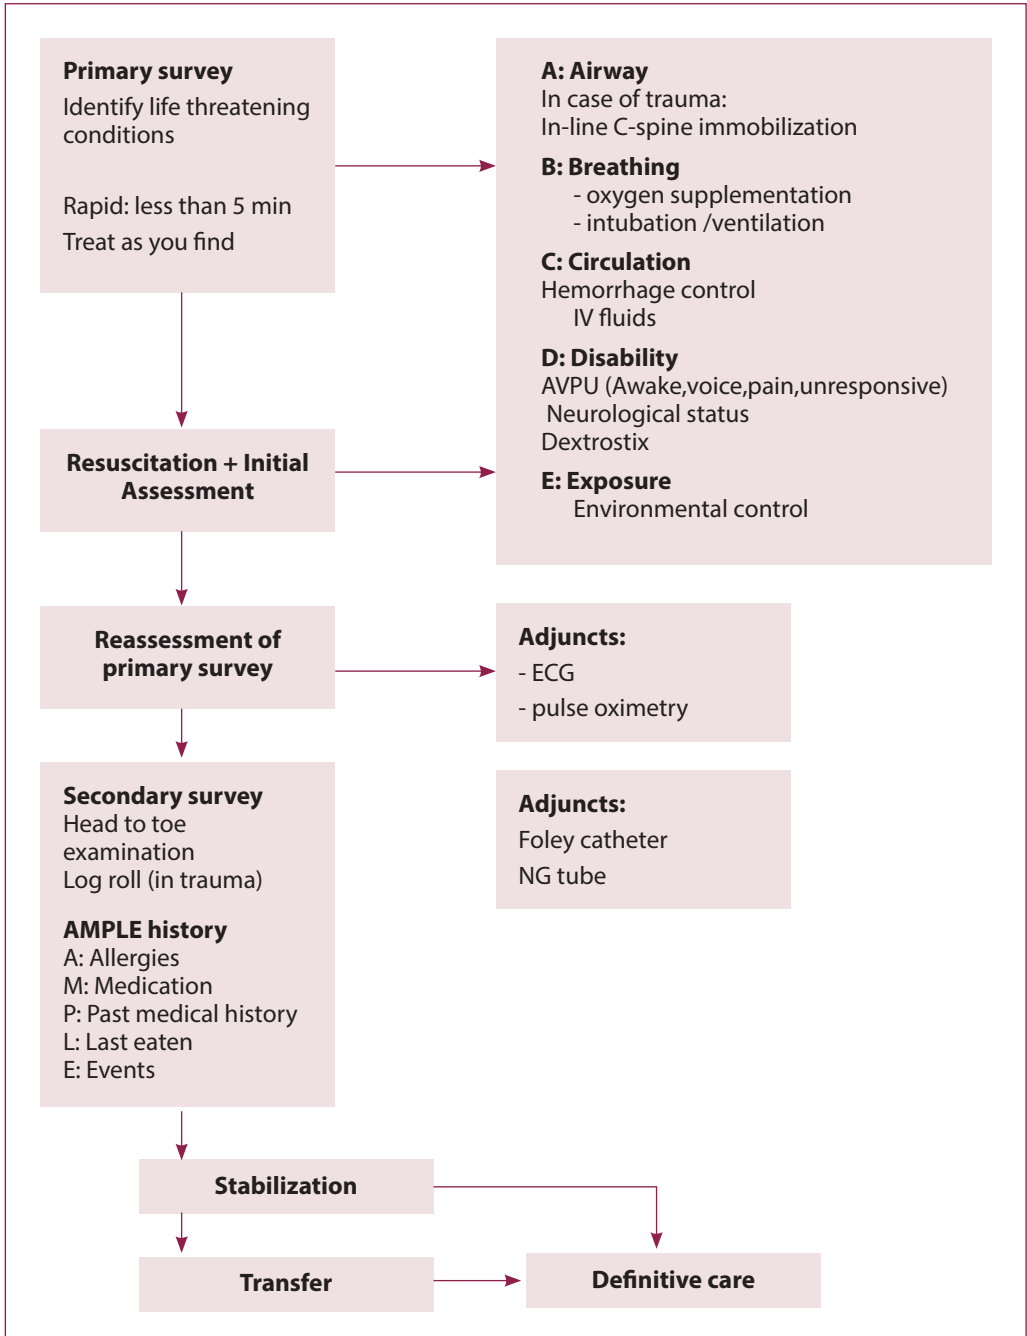 Primary survey
Identify life threatening
conditions
Rapid: less than 5 min
Treat as you find
A: Airway
In case of trauma:
In-line C-spine immobilization
B: Breathing
- oxygen supplementation
- intubation /ventilation
C: Circulation
Hemorrhage control
IV fluids
D: Disability
AVPU (Awake,voice,pain,unresponsive)
Neurological status
Dextrostix
E: Exposure
Environmental control
Resuscitation + Initial
Assessment
Reassessment of
primary survey
Adjuncts:
- ECG
- pulse oximetry
Secondary survey
Head to toe
examination
Log roll (in trauma)
AMPLE history
A: Allergies
M: Medication
P: Past medical history
L: Last eaten
E: Events
Adjuncts:
Foley catheter
NG tube
Stabilization
Transfer
Definitive care